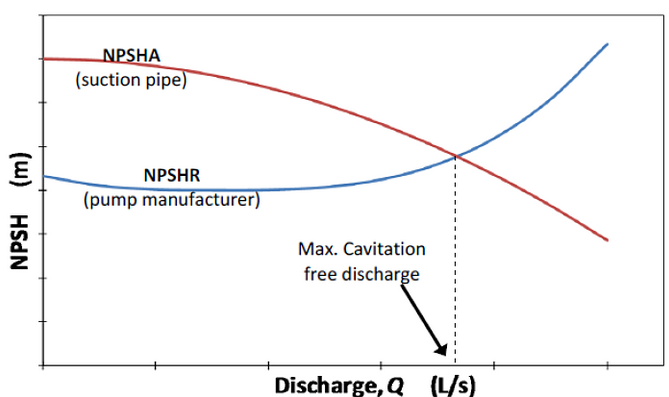 NPSHA
(suction pipe)
NPSHR
(pump manufacturer)
NPSH (m)
Max. Cavitation
free discharge
Discharge, Q (L/s)